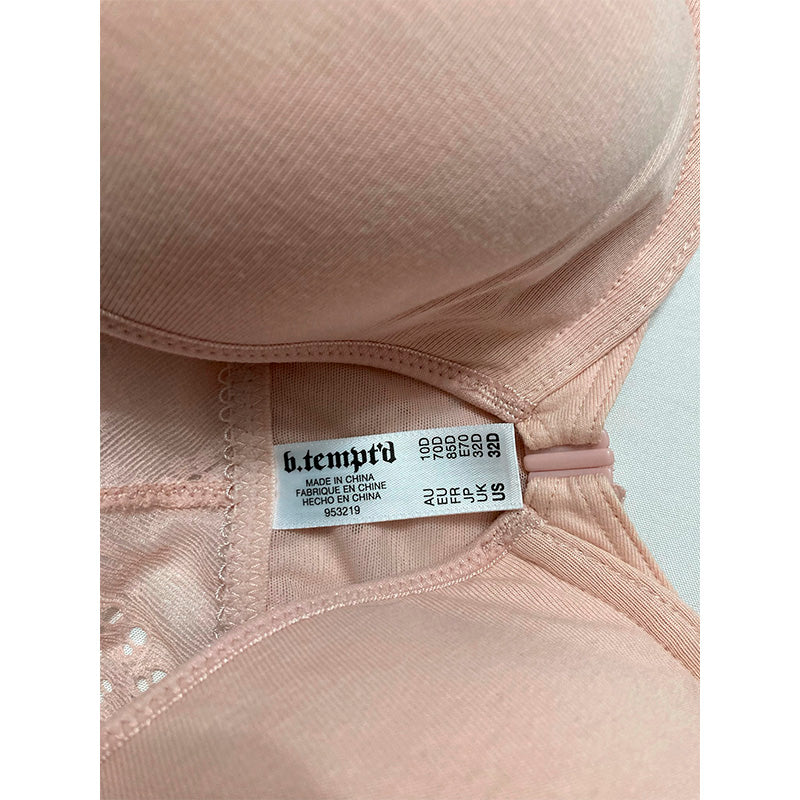 b.tempt'd
MADE IN CHINA
FABRIQUE EN CHINE
HECHO EN CHINA
953219
AU 10D
EU 70D
FR 85D
JP E70
UK 32D
US 32D